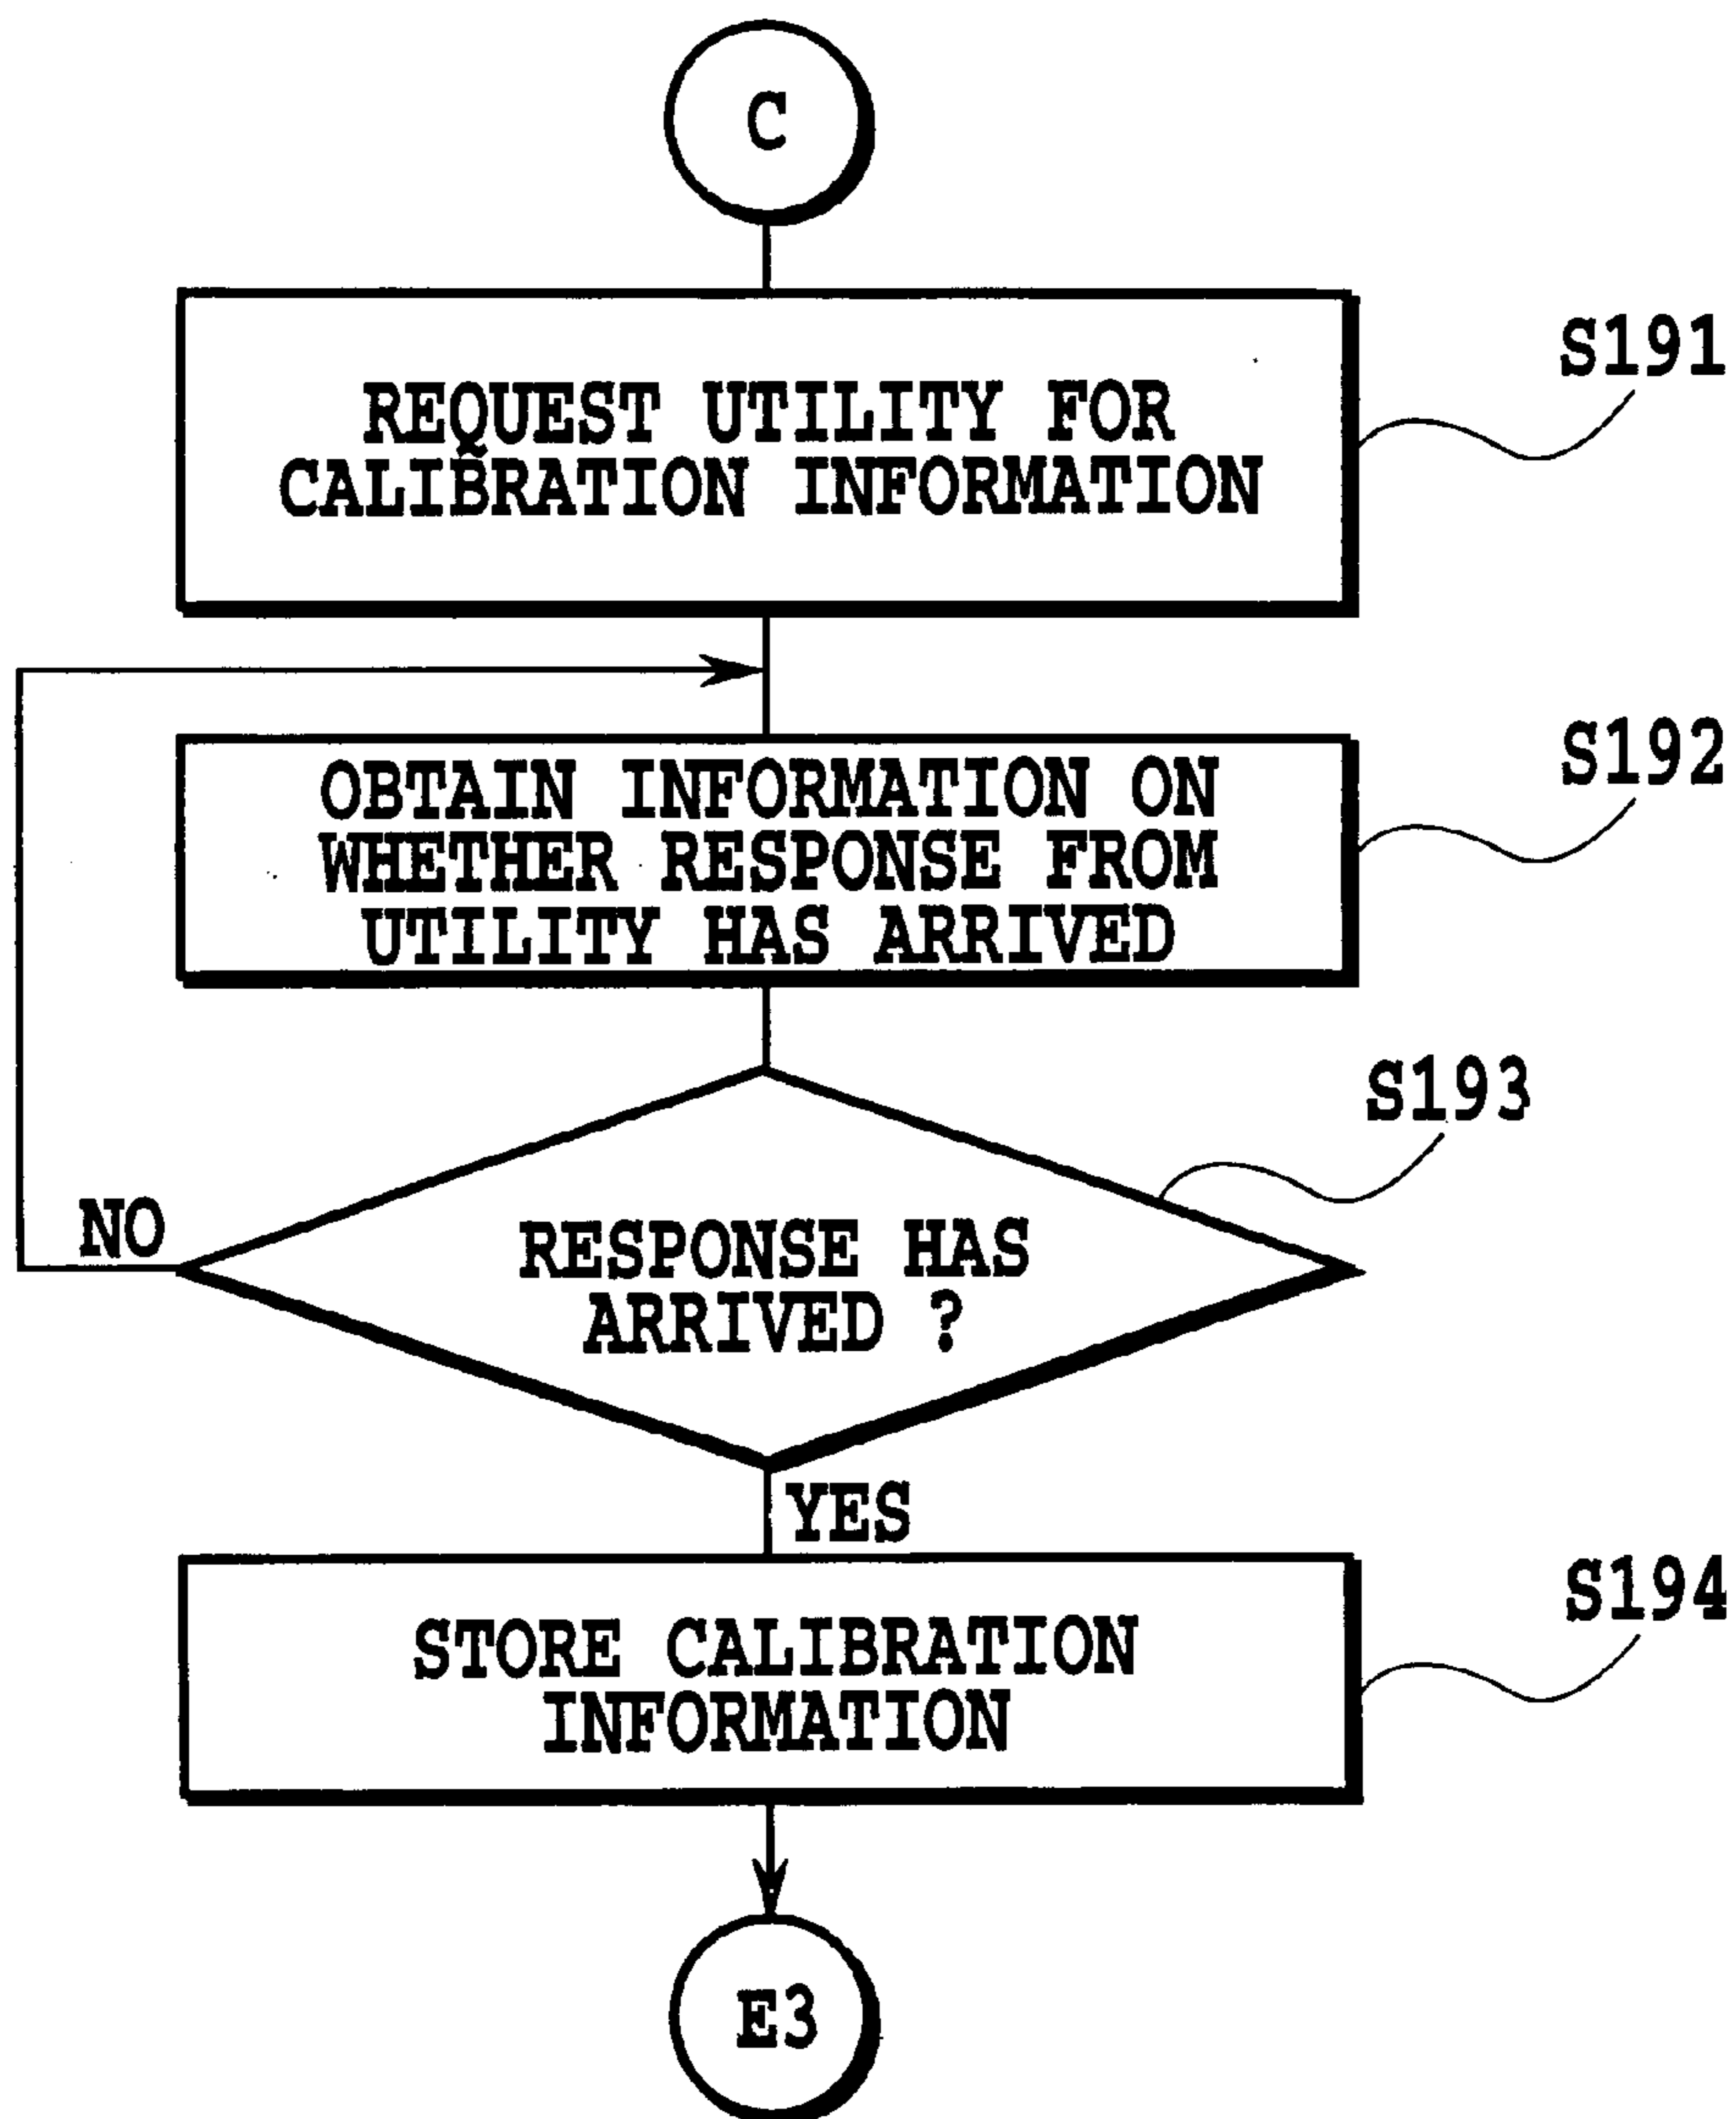 C
REQUEST UTILITY FOR
CALIBRATION INFORMATION
S191
OBTAIN INFORMATION ON
WHETHER RESPONSE FROM
UTILITY HAS ARRIVED
S192
S193
NO
RESPONSE HAS
ARRIVED ?
YES
STORE CALIBRATION
INFORMATION
S194
E3